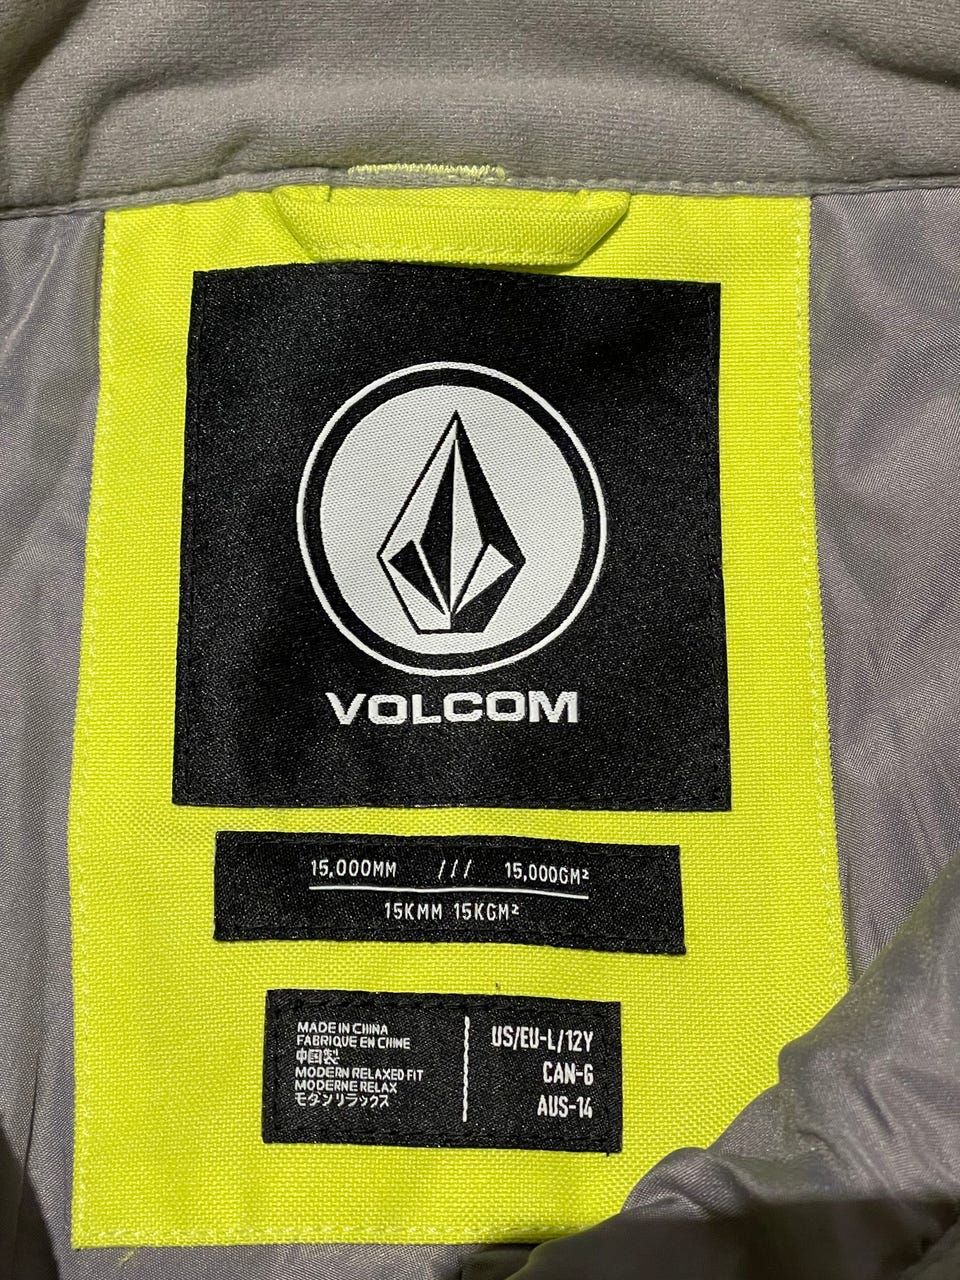 VOLCOM
15,000MM /// 15,000GM²
15KMM 15KGM²
MADE IN CHINA
FABRIQUE EN CHINE
中国製
MODERN RELAXED FIT
MODERNE RELAX
モダンリラックス
US/EU-L/12Y
CAN-6
AUS-14